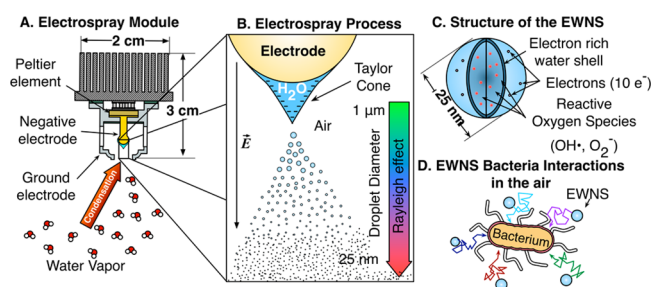 A. Electrospray Module
2 cm
Peltier
element
3 cm
Negative
electrode
Ground
electrode
Condensation
Water Vapor
B. Electrospray Process
Electrode
H₂O
Taylor
Cone
Air
E⃗
1 μm
Droplet Diameter
Rayleigh effect
25 nm
C. Structure of the EWNS
Electron rich
water shell
Electrons (10 e⁻)
Reactive
Oxygen Species
(OH•, O₂⁻)
25 nm
D. EWNS Bacteria Interactions
in the air
EWNS
Bacterium